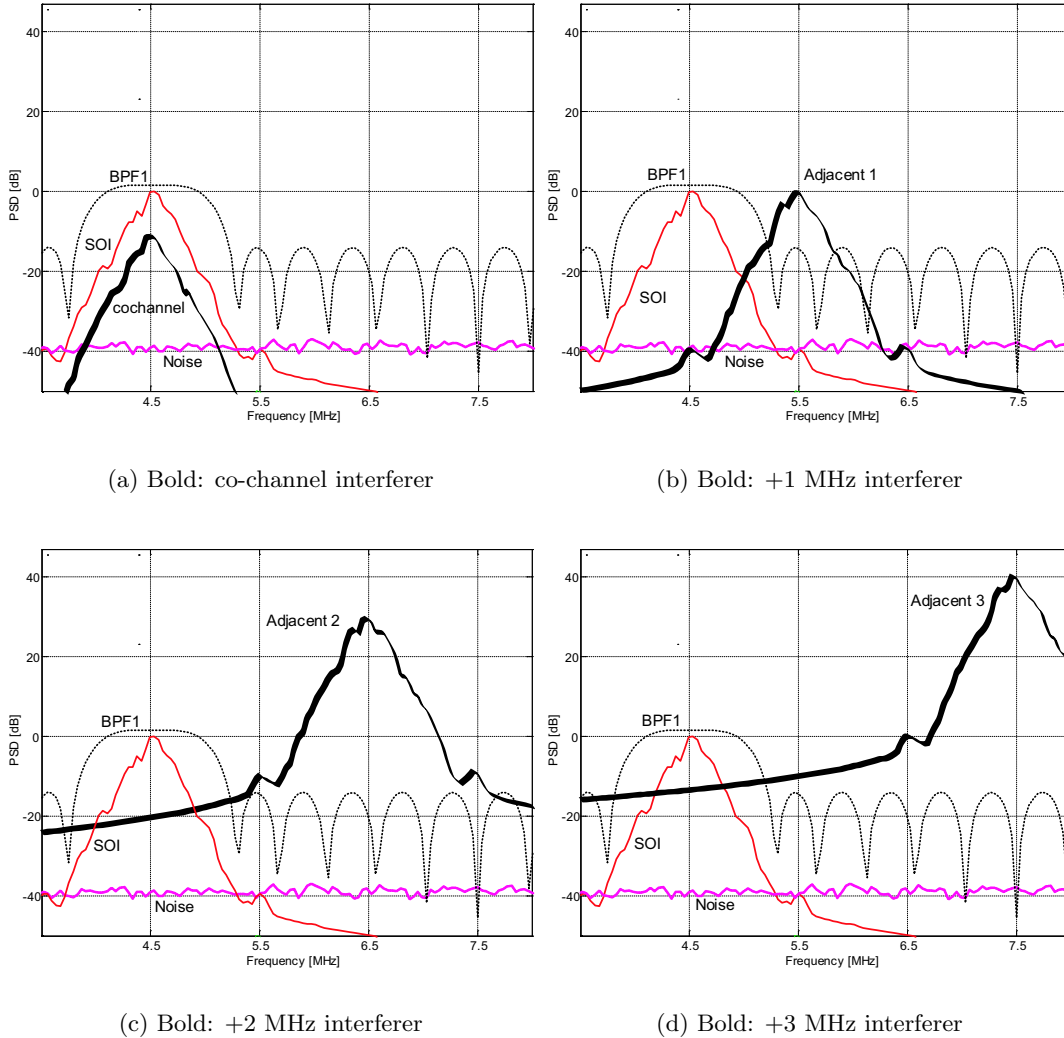 PSD [dB]
40
20
0
-20
-40
BPF1
SOI
cochannel
Noise
4.5
5.5
6.5
7.5
Frequency [MHz]
(a) Bold: co-channel interferer
PSD [dB]
40
20
0
-20
-40
BPF1
Adjacent 1
SOI
Noise
4.5
5.5
6.5
7.5
Frequency [MHz]
(b) Bold: +1 MHz interferer
PSD [dB]
40
20
0
-20
-40
Adjacent 2
BPF1
SOI
Noise
4.5
5.5
6.5
7.5
Frequency [MHz]
(c) Bold: +2 MHz interferer
PSD [dB]
40
20
0
-20
-40
Adjacent 3
BPF1
SOI
Noise
4.5
5.5
6.5
7.5
Frequency [MHz]
(d) Bold: +3 MHz interferer